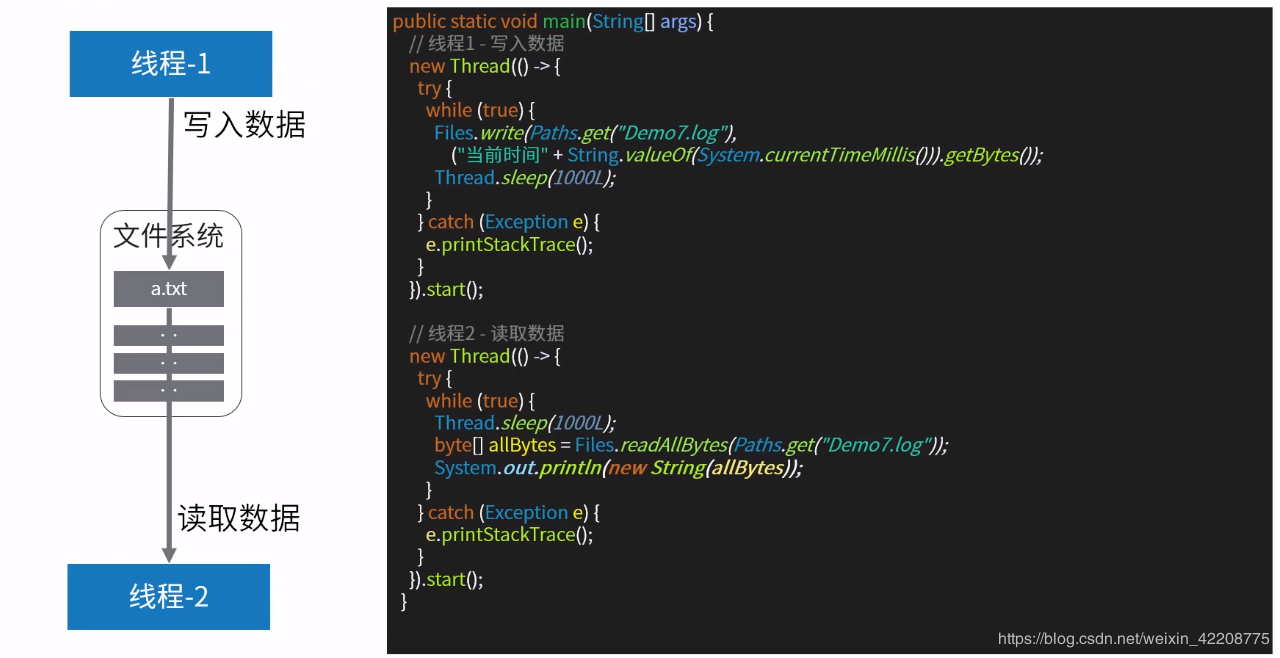 线程-1
写入数据
文件系统
a.txt
. .
. .
. .
读取数据
线程-2
public static void main(String[] args) {
// 线程1 - 写入数据
new Thread(() -> {
try {
while (true) {
Files.write(Paths.get("Demo7.log"),
("当前时间" + String.valueOf(System.currentTimeMillis())).getBytes());
Thread.sleep(1000L);
}
} catch (Exception e) {
e.printStackTrace();
}
}).start();
// 线程2 - 读取数据
new Thread(() -> {
try {
while (true) {
Thread.sleep(1000L);
byte[] allBytes = Files.readAllBytes(Paths.get("Demo7.log"));
System.out.println(new String(allBytes));
}
} catch (Exception e) {
e.printStackTrace();
}
}).start();
}
https://blog.csdn.net/weixin_42208775